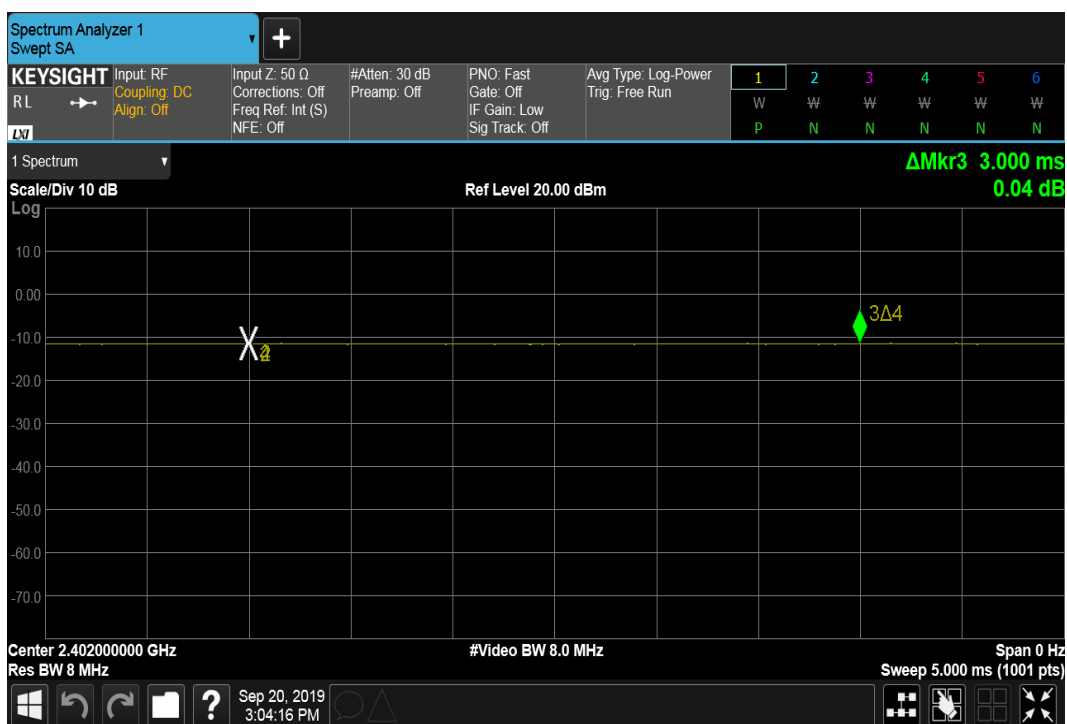 Spectrum Analyzer 1
Swept SA
+
KEYSIGHT
RL
LXI
Input: RF
Coupling: DC
Align: Off
Input Z: 50 Ω
Corrections: Off
Freq Ref: Int (S)
NFE: Off
#Atten: 30 dB
Preamp: Off
PNO: Fast
Gate: Off
IF Gain: Low
Sig Track: Off
Avg Type: Log-Power
Trig: Free Run
1 2 3 4 5 6
W W W W W W
P N N N N N
1 Spectrum
ΔMkr3 3.000 ms
0.04 dB
Scale/Div 10 dB
Ref Level 20.00 dBm
Log
10.0
0.00
3Δ4
-10.0
-20.0
-30.0
-40.0
-50.0
-60.0
-70.0
Center 2.402000000 GHz
#Video BW 8.0 MHz
Span 0 Hz
Res BW 8 MHz
Sweep 5.000 ms (1001 pts)
?
Sep 20, 2019
3:04:16 PM